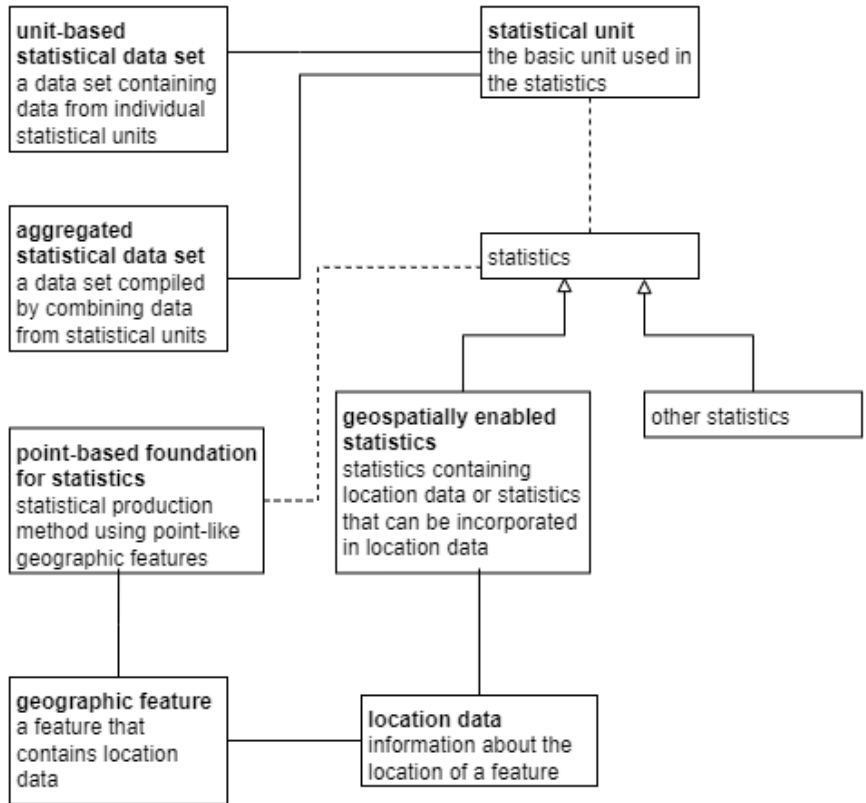 unit-based
statistical data set
a data set containing
data from individual
statistical units
statistical unit
the basic unit used in
the statistics
aggregated
statistical data set
a data set compiled
by combining data
from statistical units
statistics
geospatially enabled
statistics
statistics containing
location data or statistics
that can be incorporated
in location data
other statistics
point-based foundation
for statistics
statistical production
method using point-like
geographic features
geographic feature
a feature that
contains location
data
location data
information about the
location of a feature